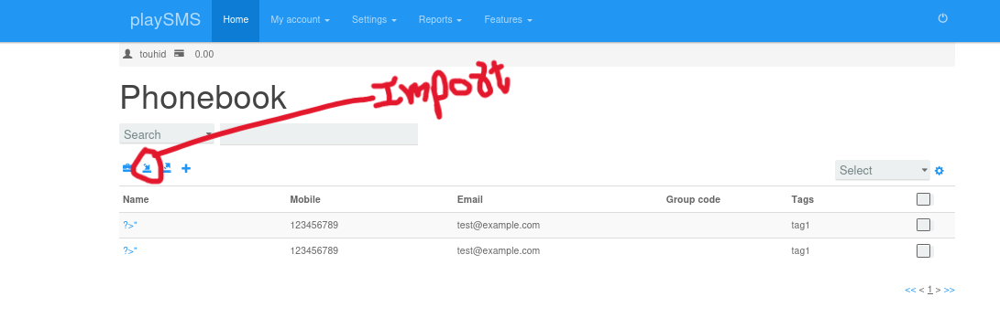 playSMS Home My account Settings Reports Features
touhid 0.00
Import
Phonebook
Search
Select
Name Mobile Email Group code Tags
?>" 123456789 test@example.com tag1
?>" 123456789 test@example.com tag1
<< < 1 > >>